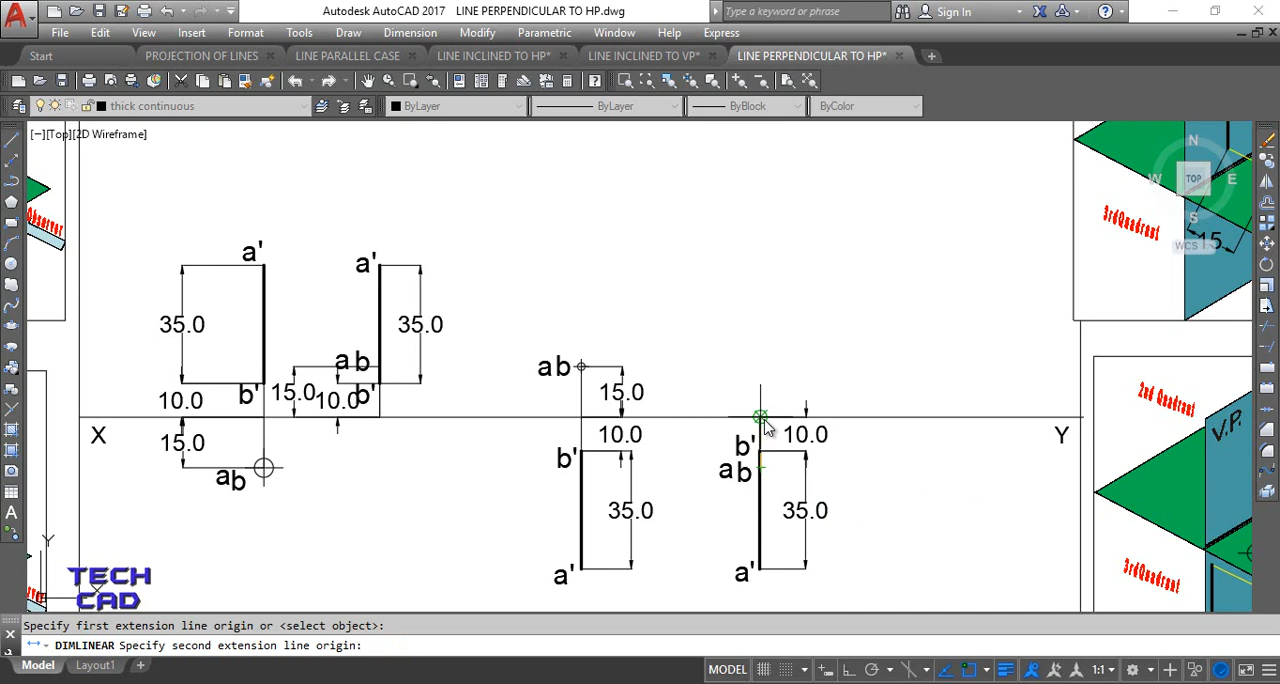 Autodesk AutoCAD 2017 LINE PERPENDICULAR TO HP.dwg
Type a keyword or phrase
Sign In
File Edit View Insert Format Tools Draw Dimension Modify Parametric Window Help Express
Start PROJECTION OF LINES LINE PARALLEL CASE LINE INCLINED TO HP* LINE INCLINED TO VP* LINE PERPENDICULAR TO HP*
thick continuous ByLayer ByLayer ByBlock ByColor
[−][Top][2D Wireframe]
N
W TOP E
S
WCS
15
3rdQuadrant
Observer
a'
a'
35.0
35.0
a b
a b
b'
10.0
15.0
10.0
b'
15.0
X
15.0
10.0
10.0
Y
a b
b'
b'
a b
35.0
35.0
a'
a'
2nd Quadrant
V.P.
3rdQuadrant
Y
X
TECH
CAD
Specify first extension line origin or <select object>:
DIMLINEAR Specify second extension line origin:
Model Layout1
MODEL
1:1